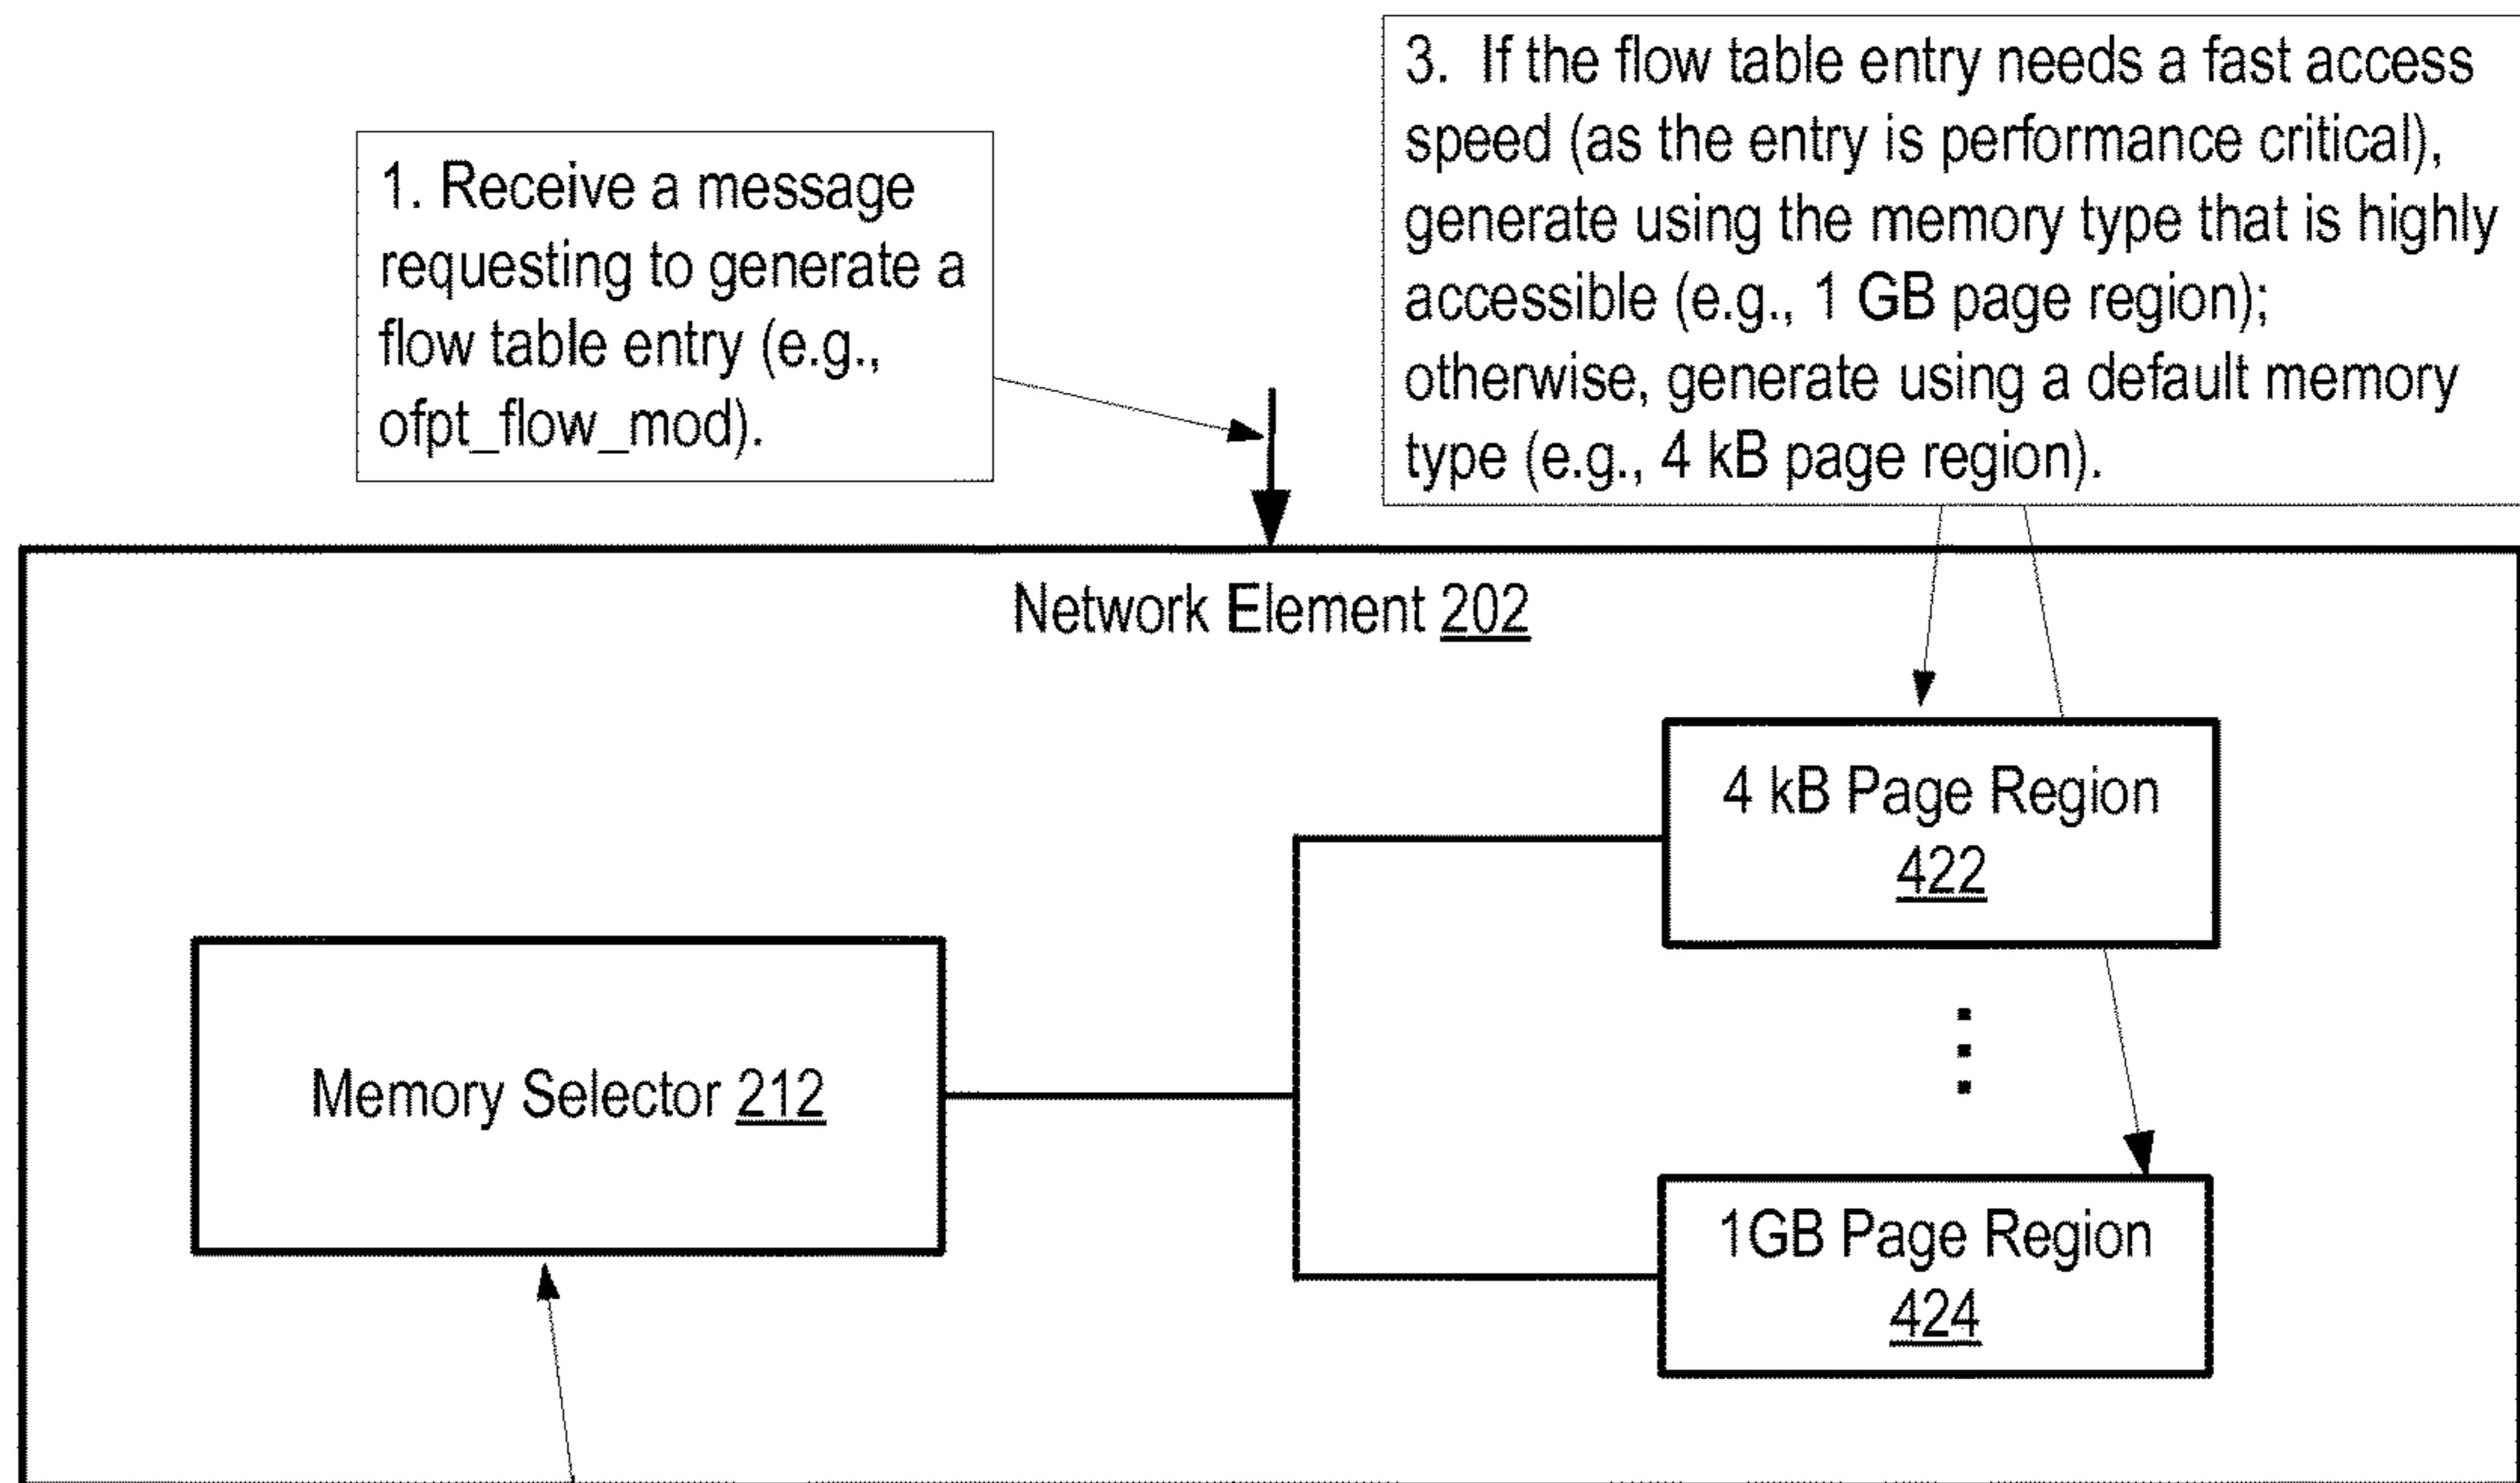 1. Receive a message
requesting to generate a
flow table entry (e.g.,
ofpt_flow_mod).
3. If the flow table entry needs a fast access
speed (as the entry is performance critical),
generate using the memory type that is highly
accessible (e.g., 1 GB page region);
otherwise, generate using a default memory
type (e.g., 4 kB page region).
Network Element 202
4 kB Page Region
422
Memory Selector 212
1GB Page Region
424